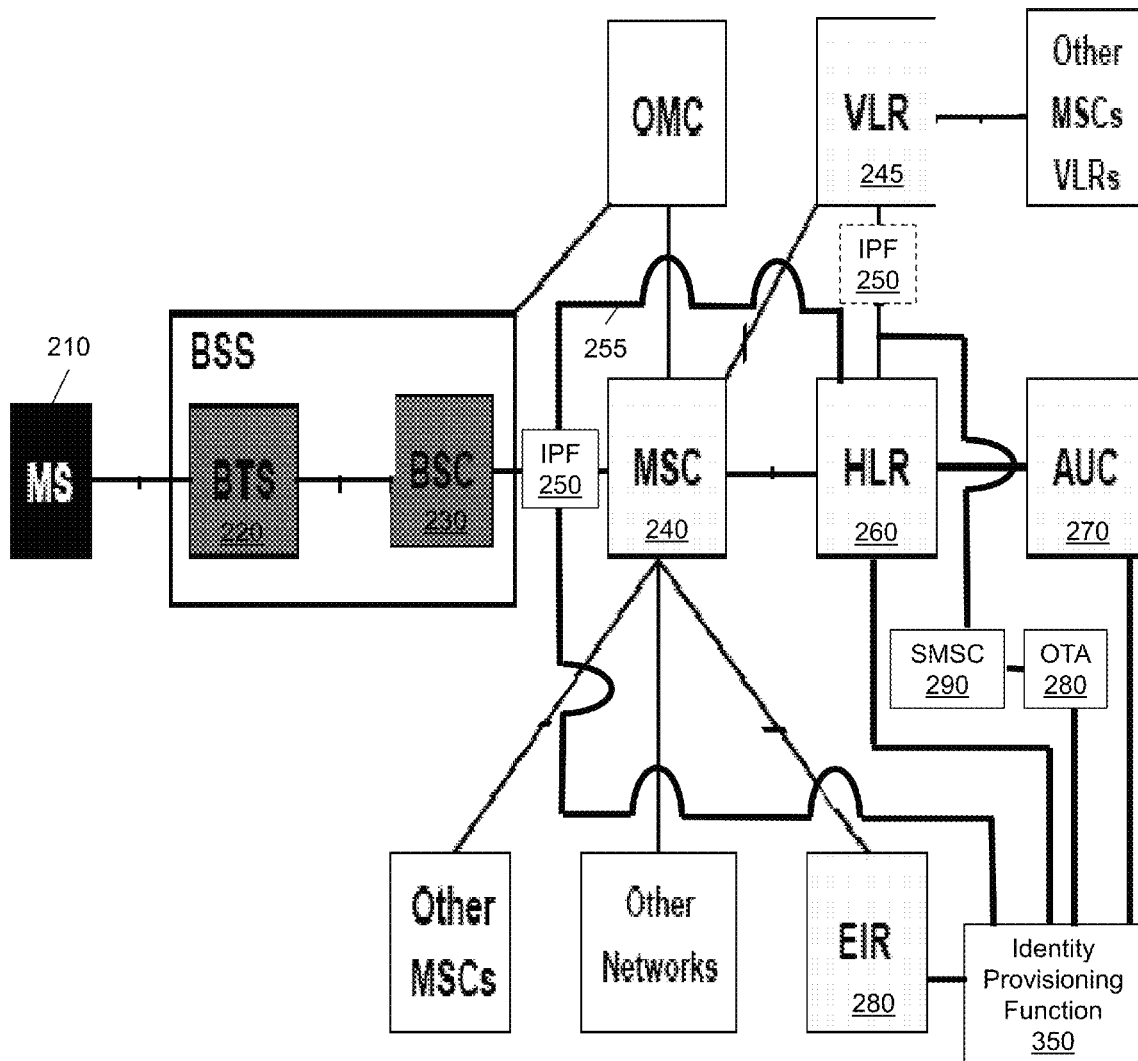 OMC
VLR
245
Other
MSCs
VLRs
IPF
250
255
210
BSS
MS
BTS
220
BSC
230
IPF
250
MSC
240
HLR
260
AUC
270
SMSC
290
OTA
280
Other
MSCs
Other
Networks
EIR
280
Identity
Provisioning
Function
350